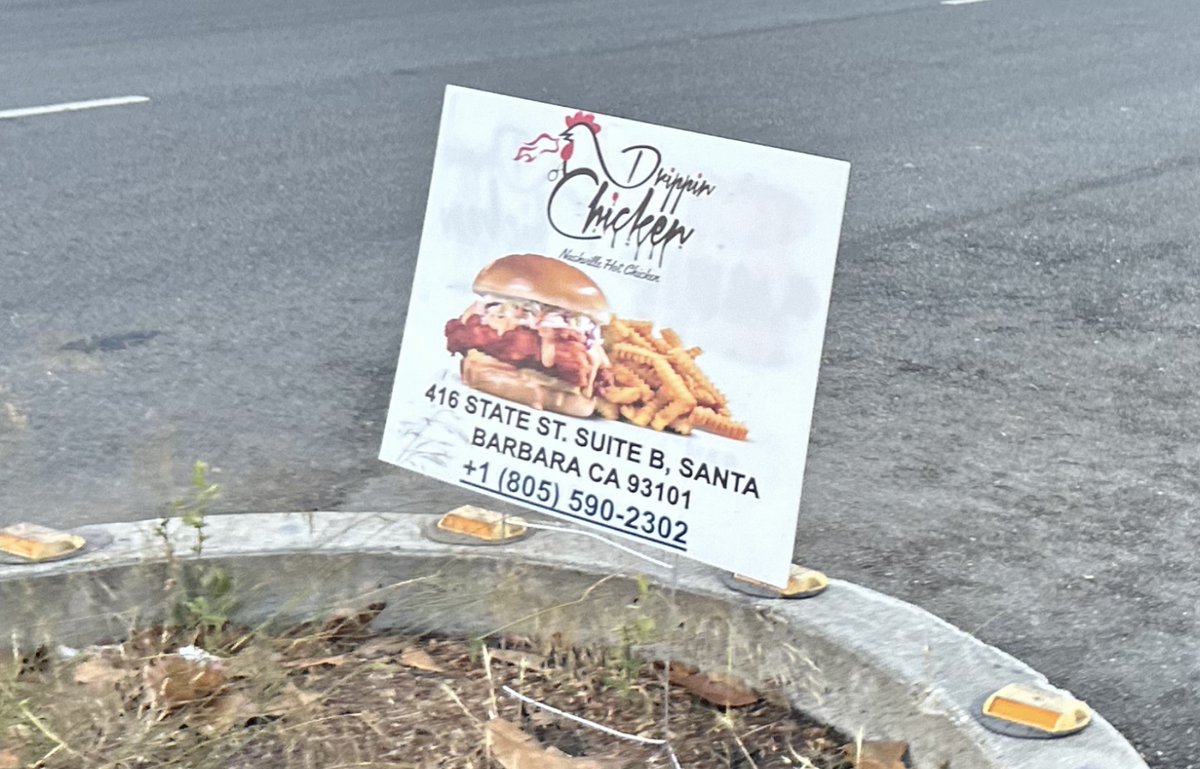 Drippin
Chicken
Nashville Hot Chicken
416 STATE ST. SUITE B, SANTA
BARBARA CA 93101
+1 (805) 590-2302